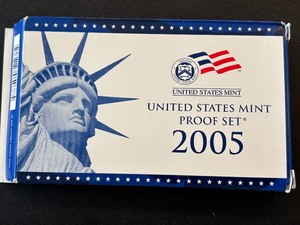 UNITED STATES MINT
UNITED STATES MINT
PROOF SET®
2005